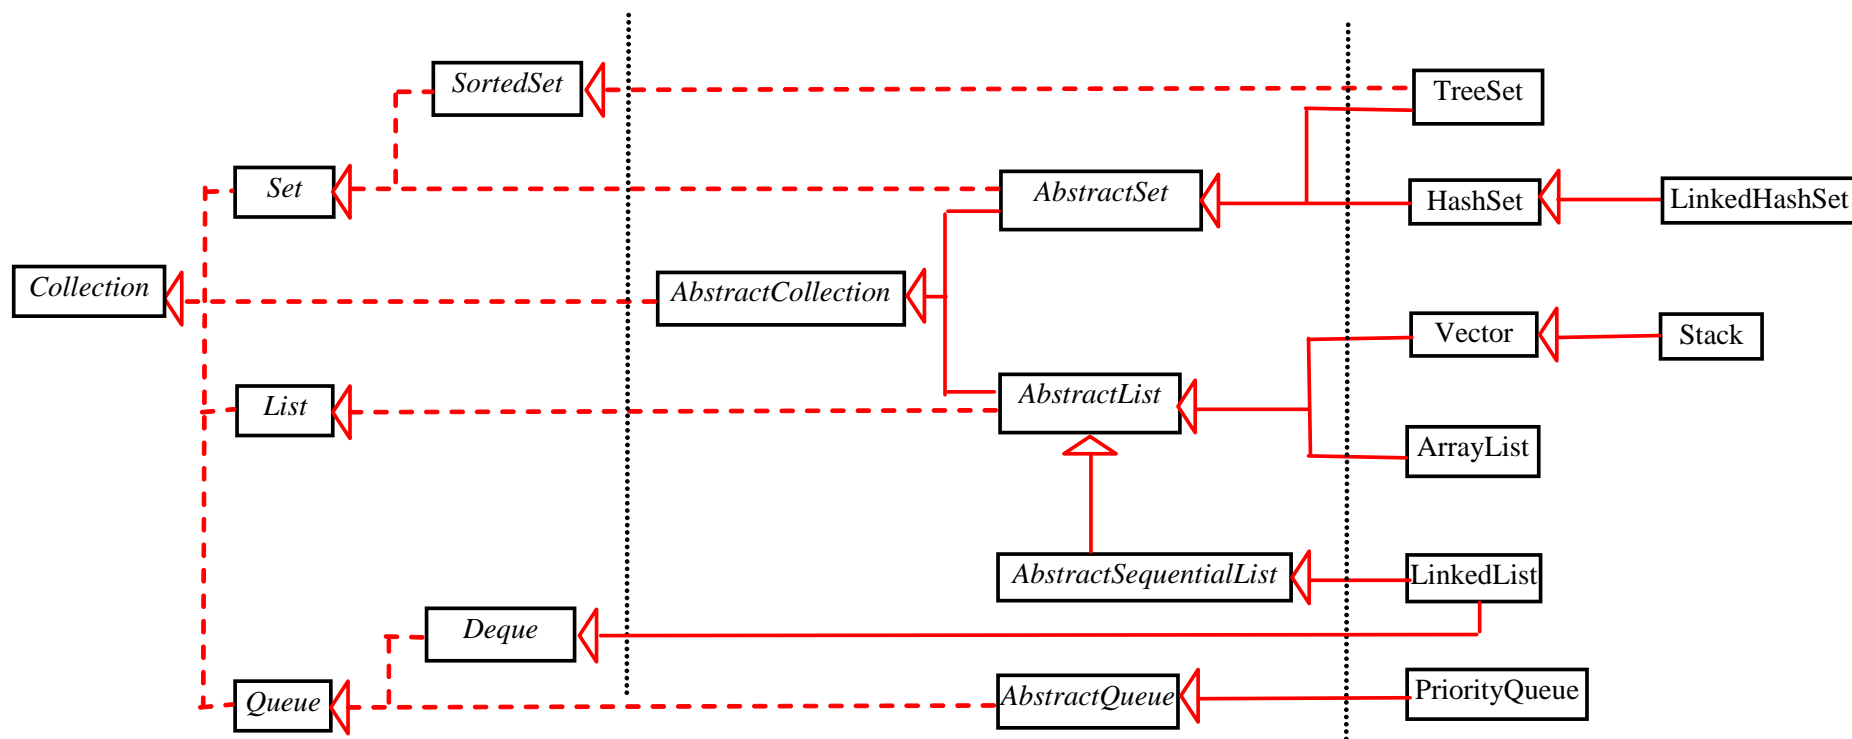 SortedSet
TreeSet
Set
AbstractSet
HashSet
LinkedHashSet
Collection
AbstractCollection
Vector
Stack
List
AbstractList
ArrayList
AbstractSequentialList
LinkedList
Deque
Queue
AbstractQueue
PriorityQueue